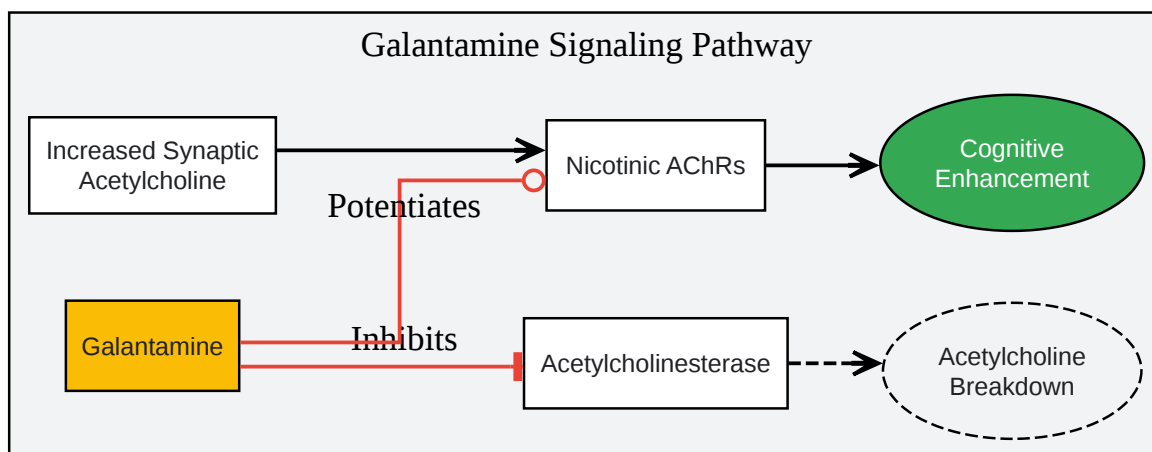 Galantamine Signaling Pathway
Increased Synaptic
Acetylcholine
Nicotinic AChRs
Cognitive
Enhancement
Potentiates
Galantamine
Inhibits
Acetylcholinesterase
Acetylcholine
Breakdown